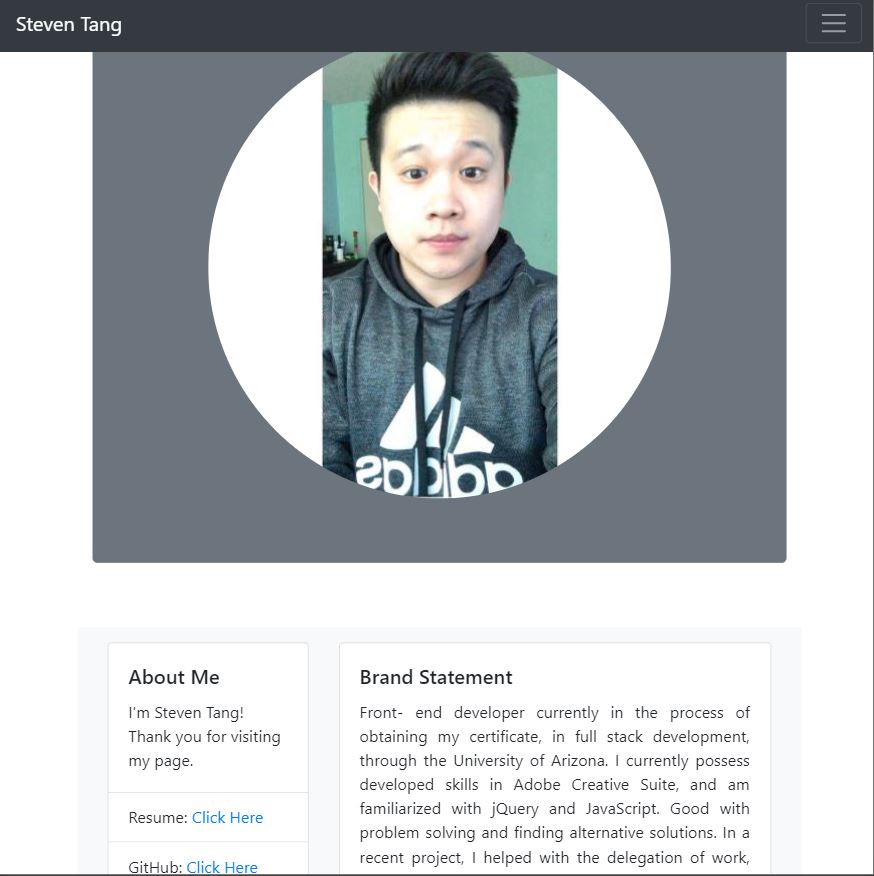 Steven Tang
adidas
About Me
I'm Steven Tang!
Thank you for visiting
my page.
Resume: Click Here
GitHub: Click Here
Brand Statement
Front- end developer currently in the process of
obtaining my certificate, in full stack development,
through the University of Arizona. I currently possess
developed skills in Adobe Creative Suite, and am
familiarized with jQuery and JavaScript. Good with
problem solving and finding alternative solutions. In a
recent project, I helped with the delegation of work,